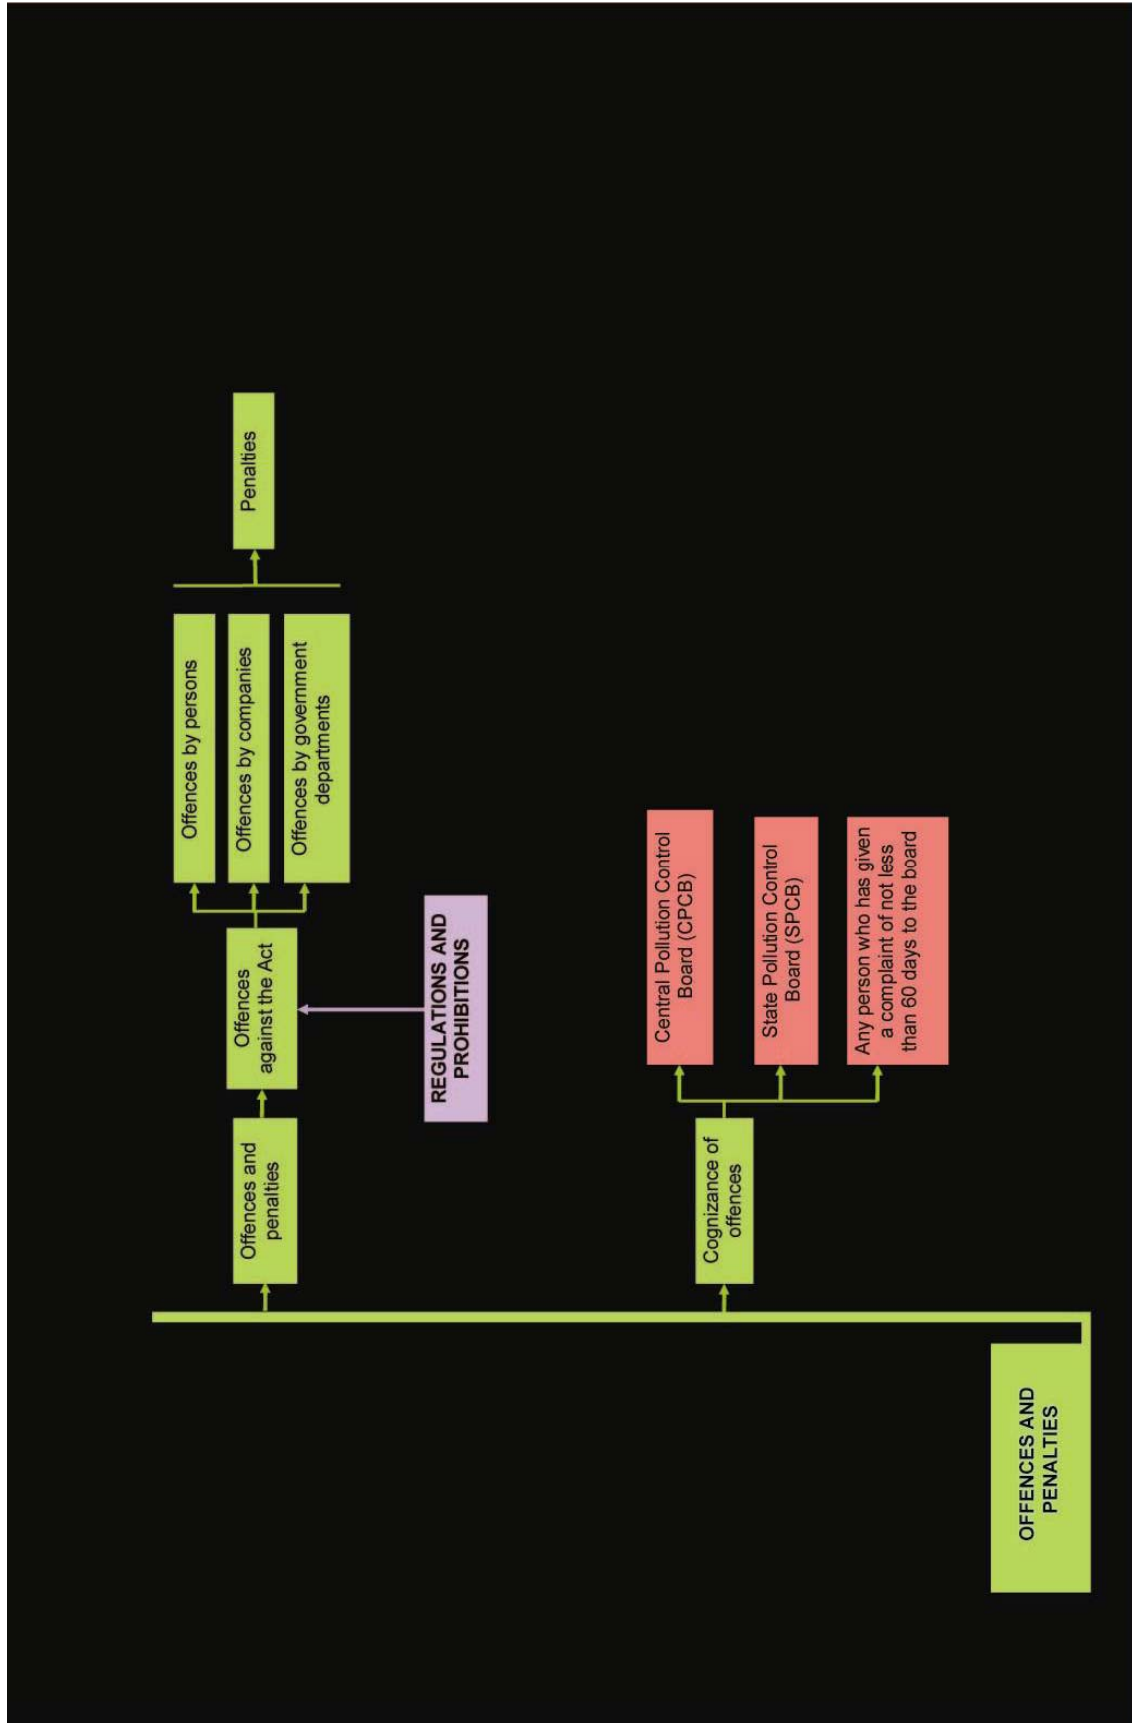 OFFENCES AND
PENALTIES
Offences and
penalties
Offences
against the Act
REGULATIONS AND
PROHIBITIONS
Offences by persons
Offences by companies
Offences by government
departments
Penalties
Cognizance of
offences
Central Pollution Control
Board (CPCB)
State Pollution Control
Board (SPCB)
Any person who has given
a complaint of not less
than 60 days to the board